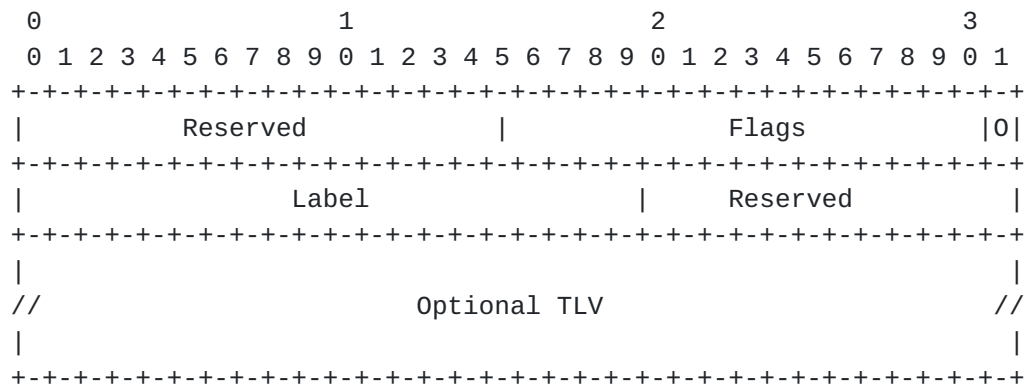 0                   1                   2                   3
 0 1 2 3 4 5 6 7 8 9 0 1 2 3 4 5 6 7 8 9 0 1 2 3 4 5 6 7 8 9 0 1
+-+-+-+-+-+-+-+-+-+-+-+-+-+-+-+-+-+-+-+-+-+-+-+-+-+-+-+-+-+-+-+-+
|          Reserved            |              Flags           |O|
+-+-+-+-+-+-+-+-+-+-+-+-+-+-+-+-+-+-+-+-+-+-+-+-+-+-+-+-+-+-+-+-+
|                 Label                 |     Reserved          |
+-+-+-+-+-+-+-+-+-+-+-+-+-+-+-+-+-+-+-+-+-+-+-+-+-+-+-+-+-+-+-+-+
|                                                               |
//                        Optional TLV                         //
|                                                               |
+-+-+-+-+-+-+-+-+-+-+-+-+-+-+-+-+-+-+-+-+-+-+-+-+-+-+-+-+-+-+-+-+